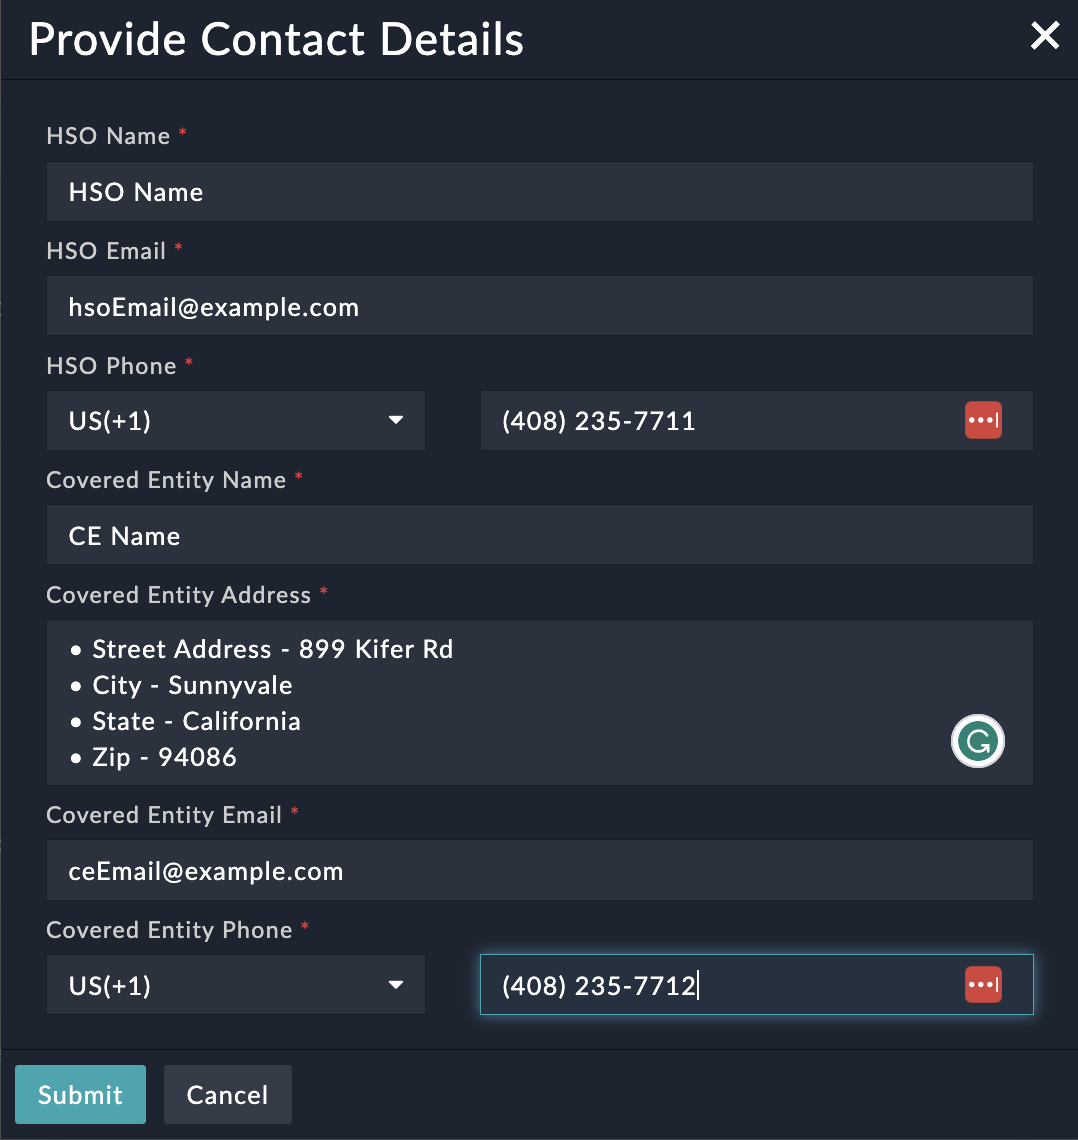 Provide Contact Details
HSO Name *
HSO Name
HSO Email *
hsoEmail@example.com
HSO Phone *
US(+1) (408) 235-7711
Covered Entity Name *
CE Name
Covered Entity Address *
• Street Address - 899 Kifer Rd
• City - Sunnyvale
• State - California
• Zip - 94086
Covered Entity Email *
ceEmail@example.com
Covered Entity Phone *
US(+1) (408) 235-7712
Submit Cancel